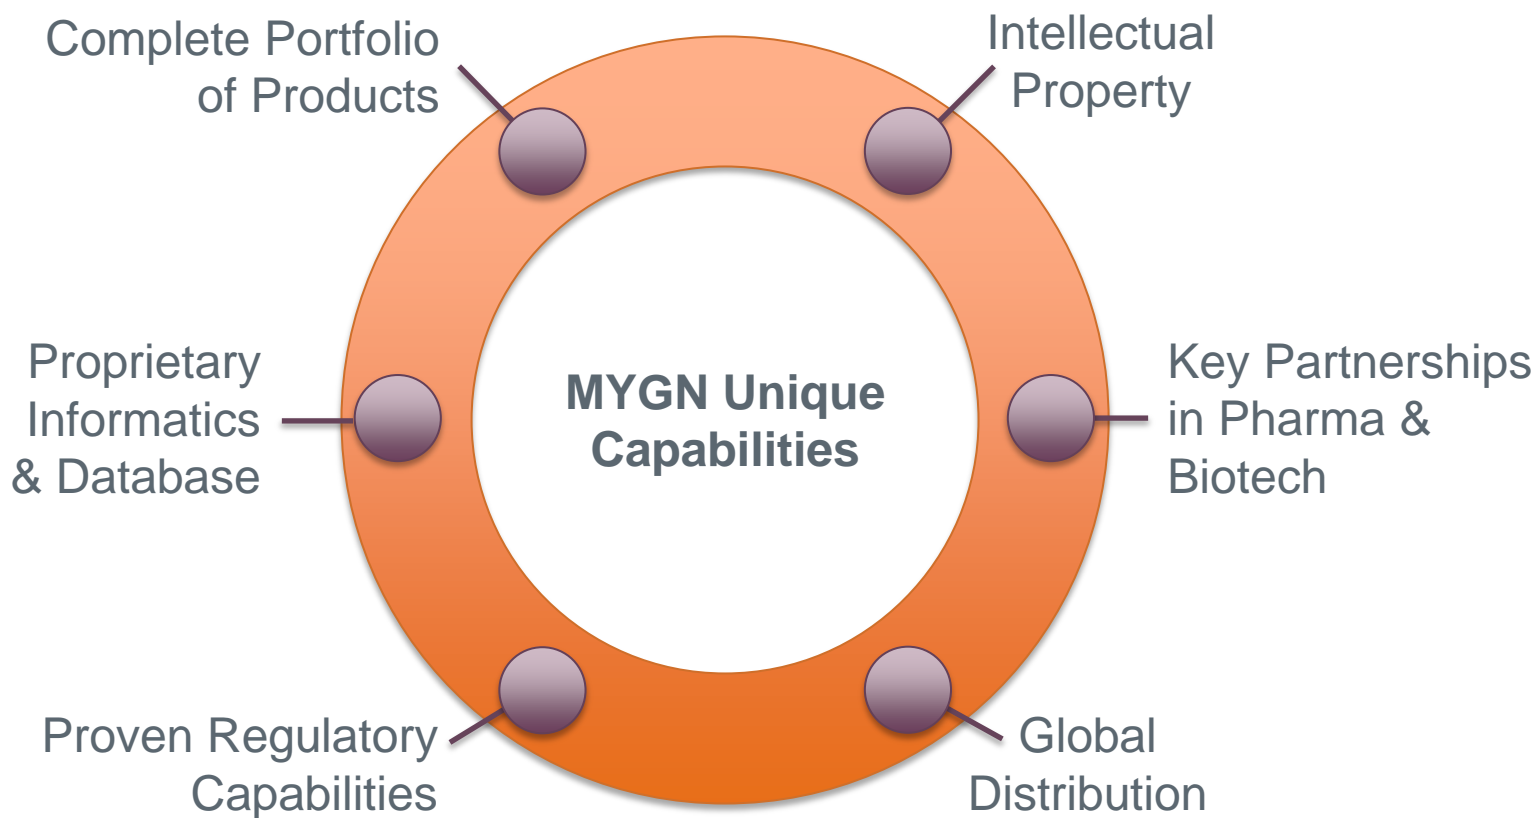 Complete Portfolio
of Products
Intellectual
Property
Proprietary
Informatics
& Database
MYGN Unique
Capabilities
Key Partnerships
in Pharma &
Biotech
Proven Regulatory
Capabilities
Global
Distribution